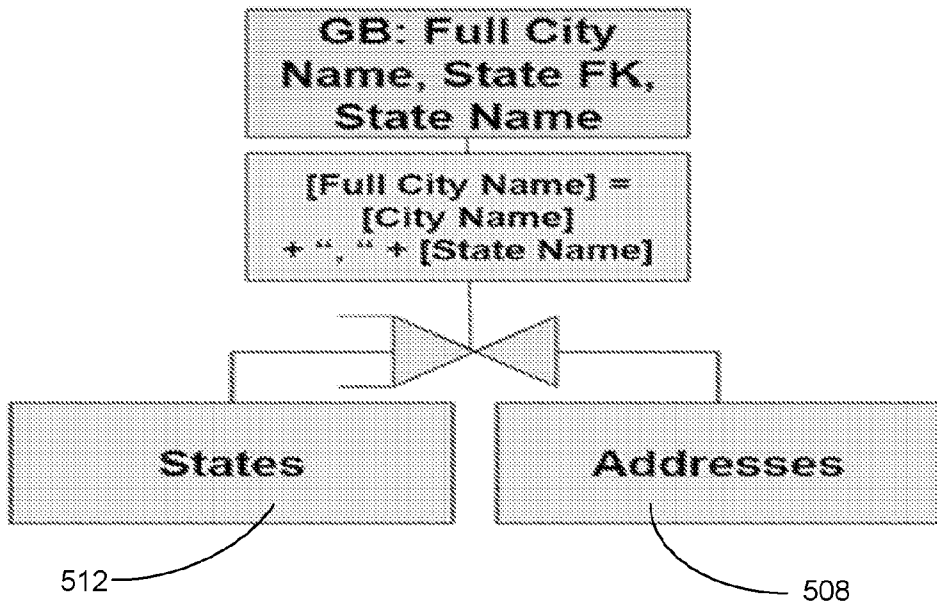 GB: Full City
Name, State FK,
State Name
[Full City Name] =
[City Name]
+ “, “ + [State Name]
States
Addresses
512
508